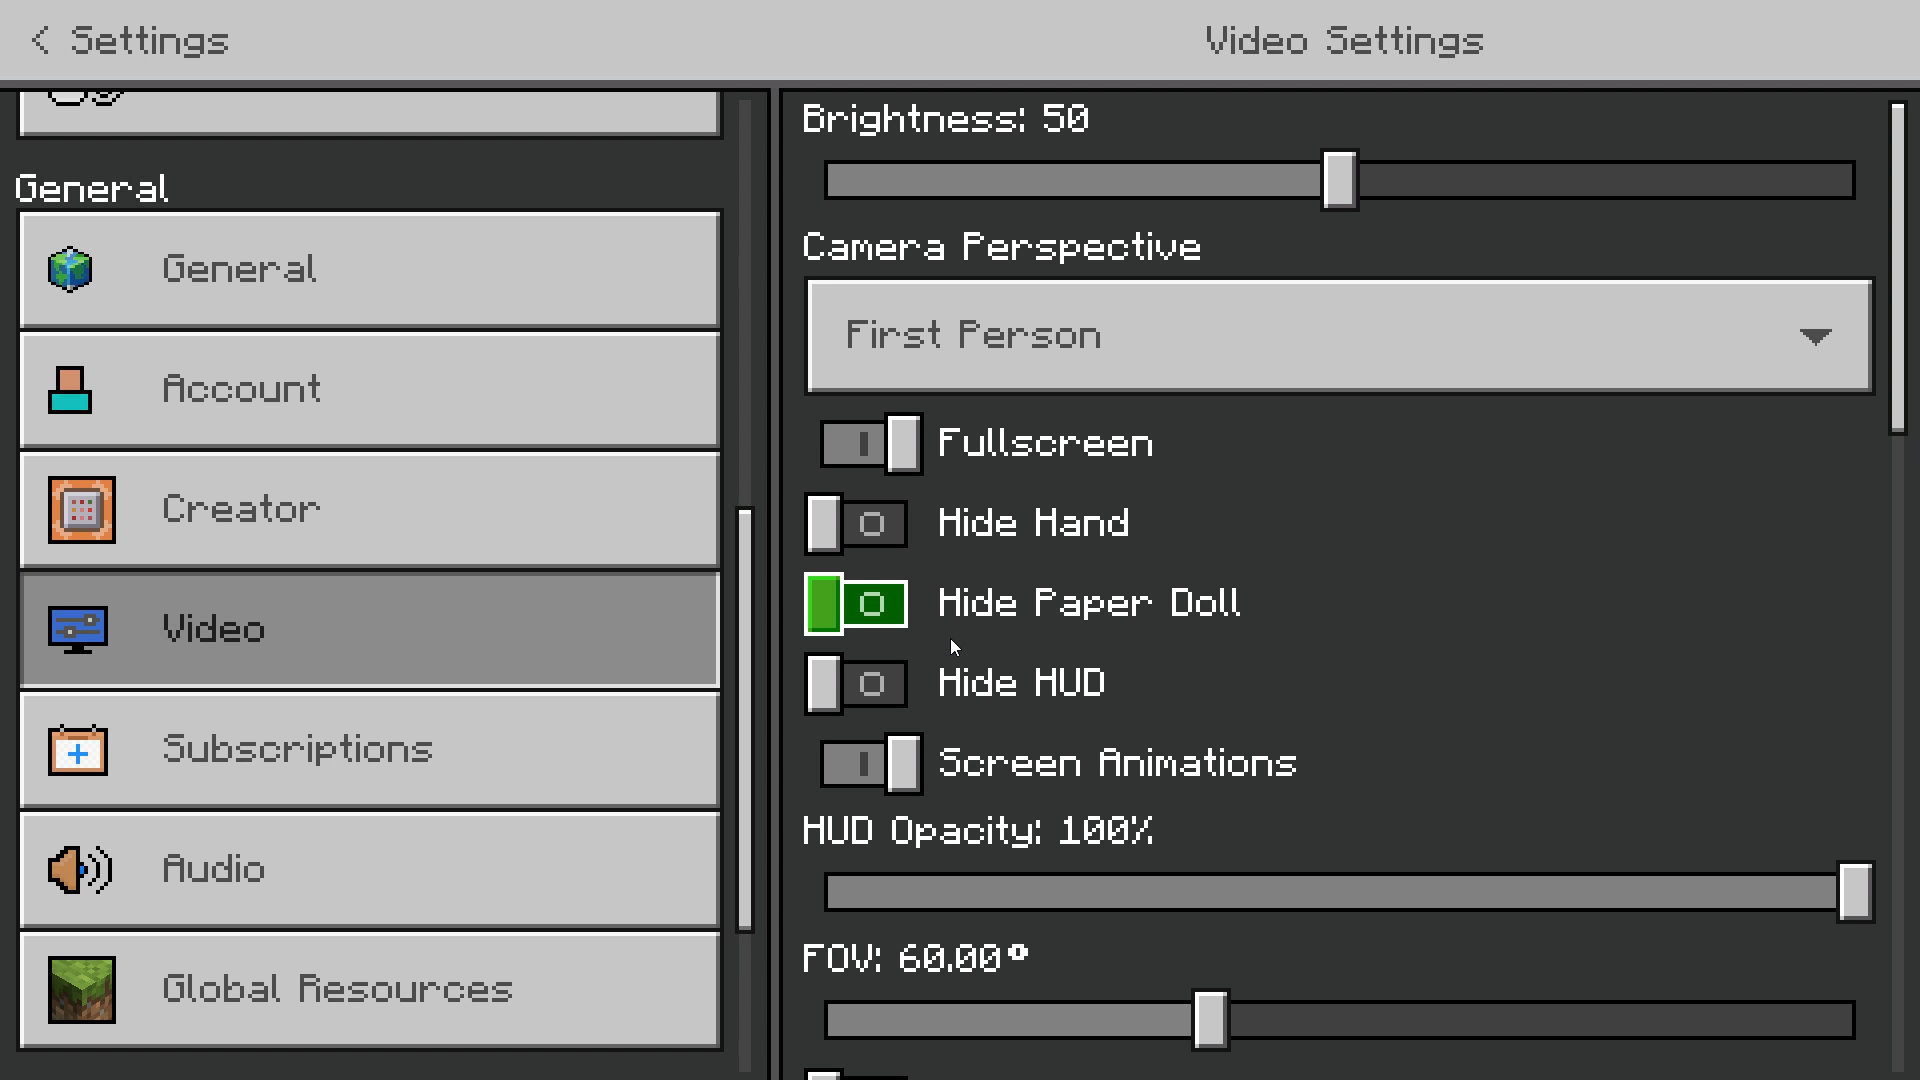 Settings
Video Settings
General
General
Account
Creator
Video
Subscriptions
Audio
Global Resources
Brightness: 50
Camera Perspective
First Person
Fullscreen
Hide Hand
Hide Paper Doll
Hide HUD
Screen Animations
HUD Opacity: 100%
FOV: 60.00°